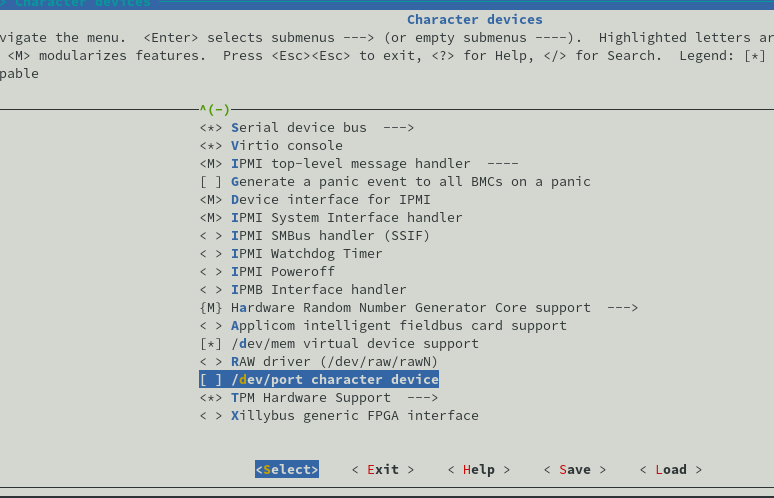 > Character devices
Character devices
vigate the menu.  <Enter> selects submenus ---> (or empty submenus ----).  Highlighted letters ar
<M> modularizes features.  Press <Esc><Esc> to exit, <?> for Help, </> for Search.  Legend: [*]
pable
^(-)
<*> Serial device bus  --->
<*> Virtio console
<M> IPMI top-level message handler  ----
[ ] Generate a panic event to all BMCs on a panic
<M> Device interface for IPMI
<M> IPMI System Interface handler
< > IPMI SMBus handler (SSIF)
< > IPMI Watchdog Timer
< > IPMI Poweroff
< > IPMB Interface handler
{M} Hardware Random Number Generator Core support  --->
< > Applicom intelligent fieldbus card support
[*] /dev/mem virtual device support
< > RAW driver (/dev/raw/rawN)
[ ] /dev/port character device
<*> TPM Hardware Support  --->
< > Xillybus generic FPGA interface
<Select>    < Exit >    < Help >    < Save >    < Load >